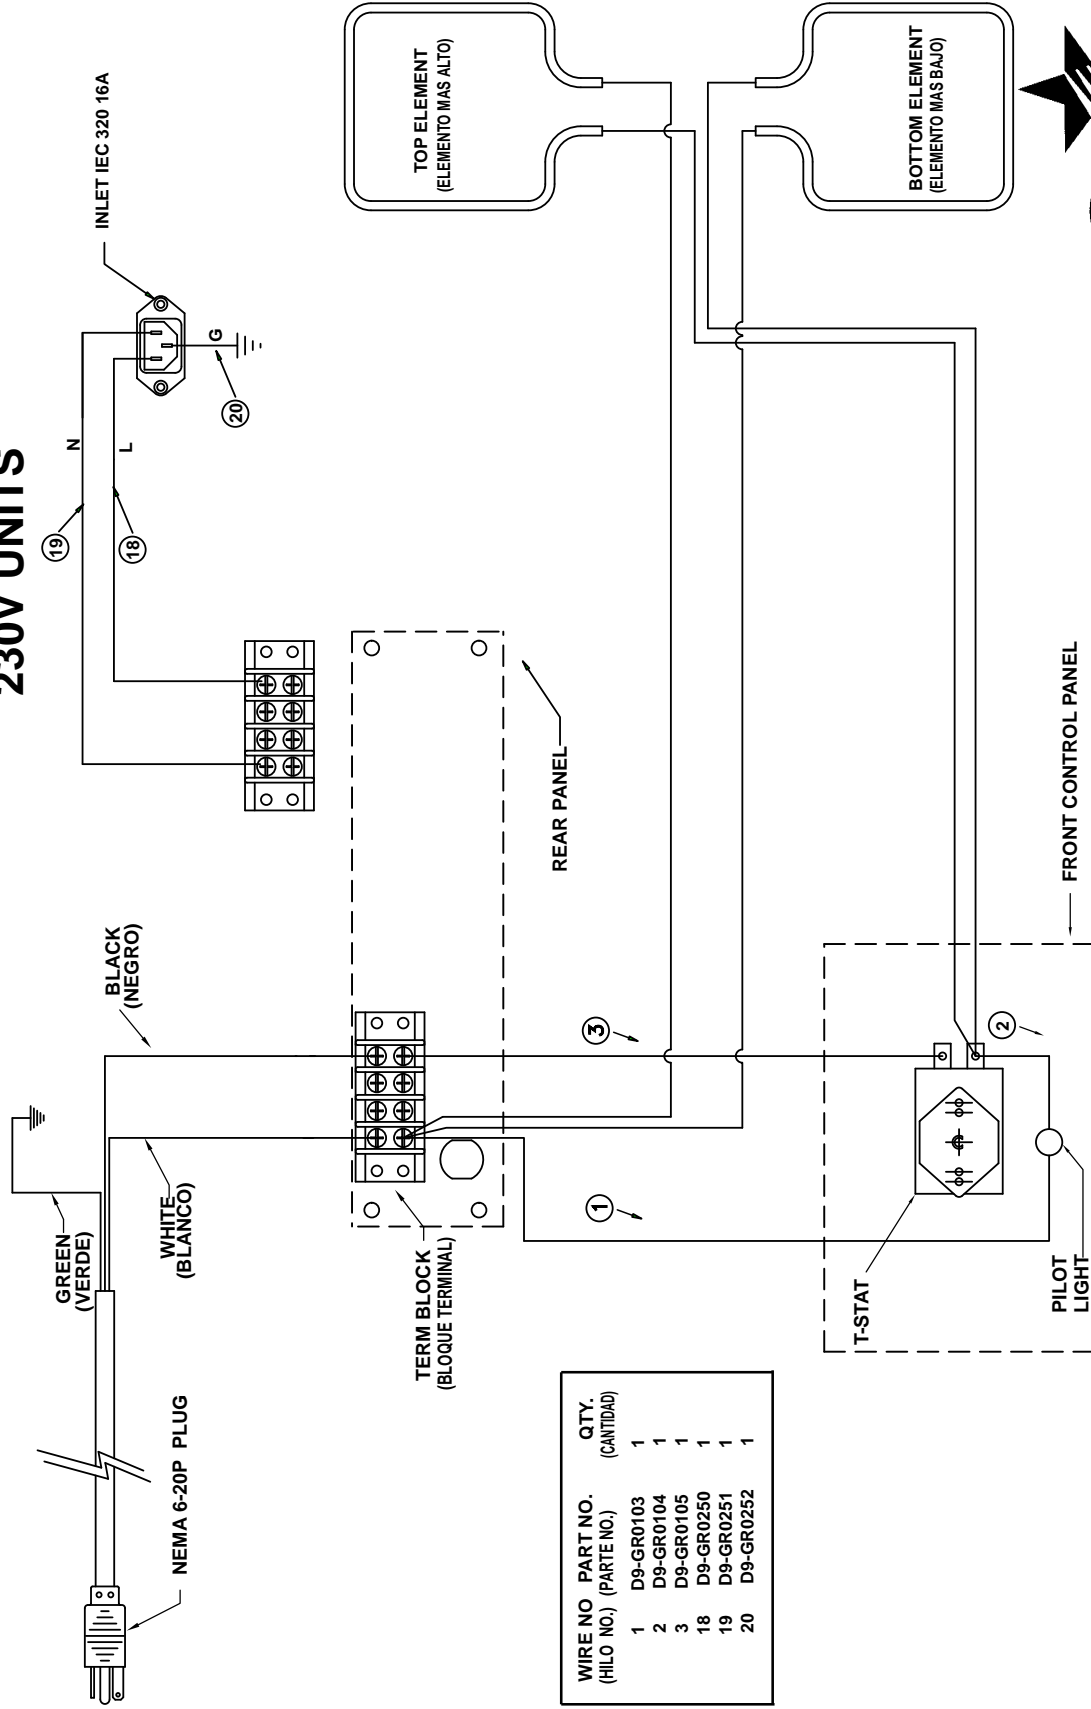 230V UNITS
INLET IEC 320 16A
N
L
G
19
18
20
TOP ELEMENT
(ELEMENTO MAS ALTO)
BOTTOM ELEMENT
(ELEMENTO MAS BAJO)
GREEN
(VERDE)
BLACK
(NEGRO)
WHITE
(BLANCO)
NEMA 6-20P PLUG
TERM BLOCK
(BLOQUE TERMINAL)
REAR PANEL
3
1
2
T-STAT
PILOT
LIGHT
FRONT CONTROL PANEL
WIRE NO PART NO. QTY.
(HILO NO.) (PARTE NO.) (CANTIDAD)
1 D9-GR0103 1
2 D9-GR0104 1
3 D9-GR0105 1
18 D9-GR0250 1
19 D9-GR0251 1
20 D9-GR0252 1